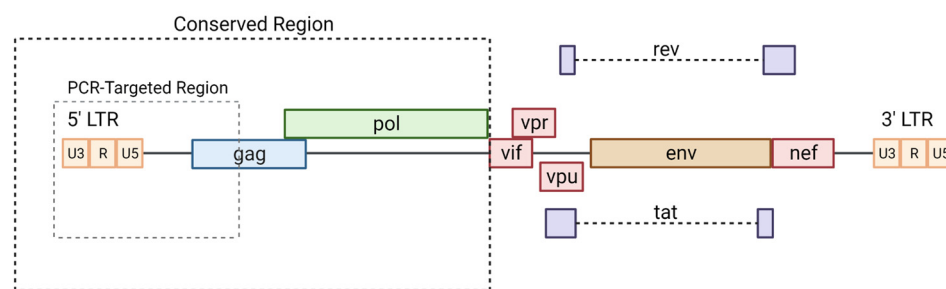 Conserved Region
rev
PCR-Targeted Region
5' LTR
pol
vpr
3' LTR
U3 R U5
gag
vif
env
nef
U3 R U5
vpu
tat